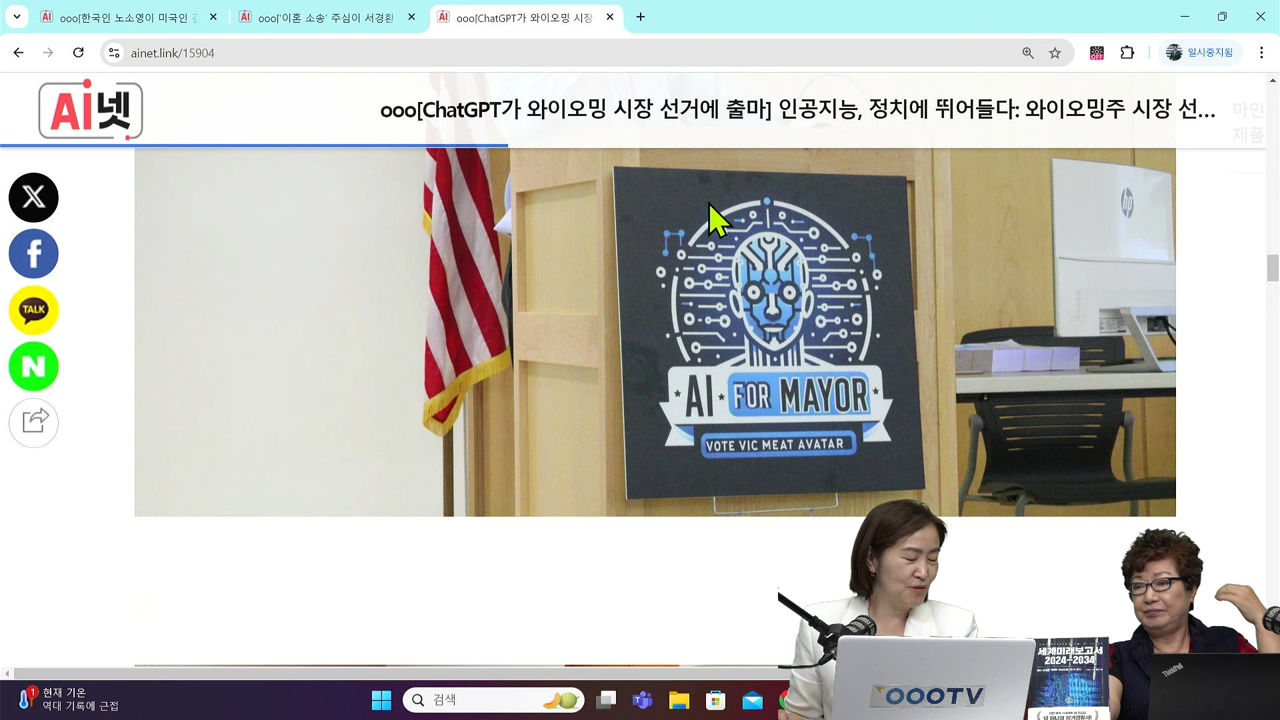 ooo[한국인 노소영이 미국인
ooo['이혼 소송' 주심이 서경환
ooo[ChatGPT가 와이오밍 시장
ainet.link/15904
OFF
일시중지됨
Ai넷
ooo[ChatGPT가 와이오밍 시장 선거에 출마] 인공지능, 정치에 뛰어들다: 와이오밍주 시장 선...
마인
제품
X
f
TALK
N
hp
AI FOR MAYOR
VOTE VIC MEAT AVATAR
세계미래보고서
2024-2034
OOOTV
ThinkPad
1
현재 기온
역대 기록에 근접
검색